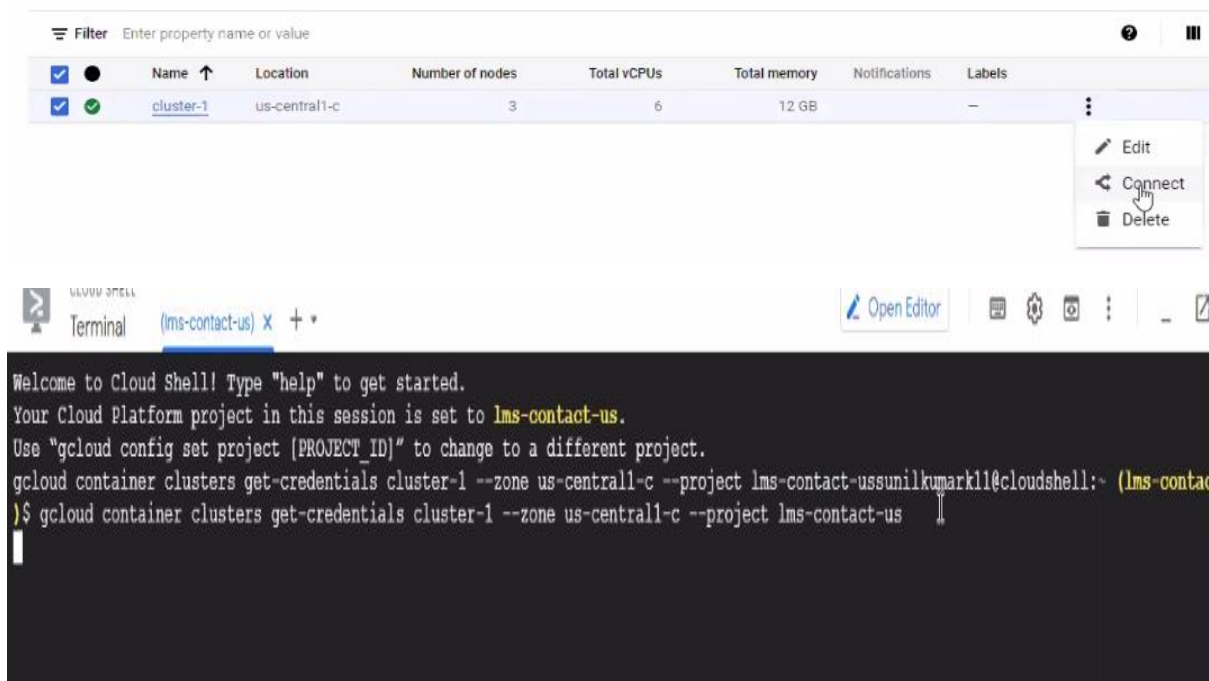 Filter Enter property name or value
Name Location Number of nodes Total vCPUs Total memory Notifications Labels
cluster-1 us-central1-c 3 6 12 GB –
Edit
Connect
Delete
CLOUD SHELL
Terminal (lms-contact-us) X + Open Editor
Welcome to Cloud Shell! Type "help" to get started.
Your Cloud Platform project in this session is set to lms-contact-us.
Use "gcloud config set project [PROJECT_ID]" to change to a different project.
gcloud container clusters get-credentials cluster-1 --zone us-central1-c --project lms-contact-ussunilkumark11@cloudshell:~ (lms-contac
)$ gcloud container clusters get-credentials cluster-1 --zone us-central1-c --project lms-contact-us